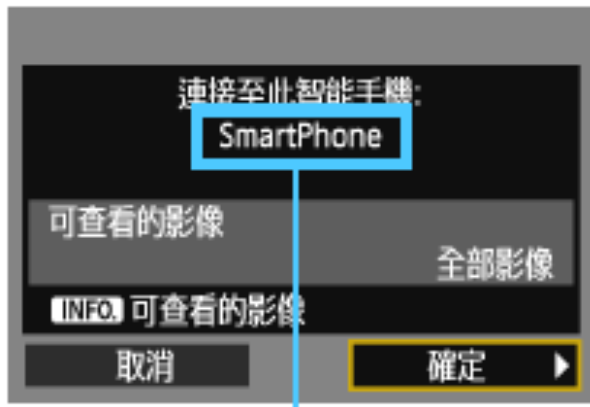 連接至此智能手機:
SmartPhone
可查看的影像
全部影像
INFO. 可查看的影像
取消
確定